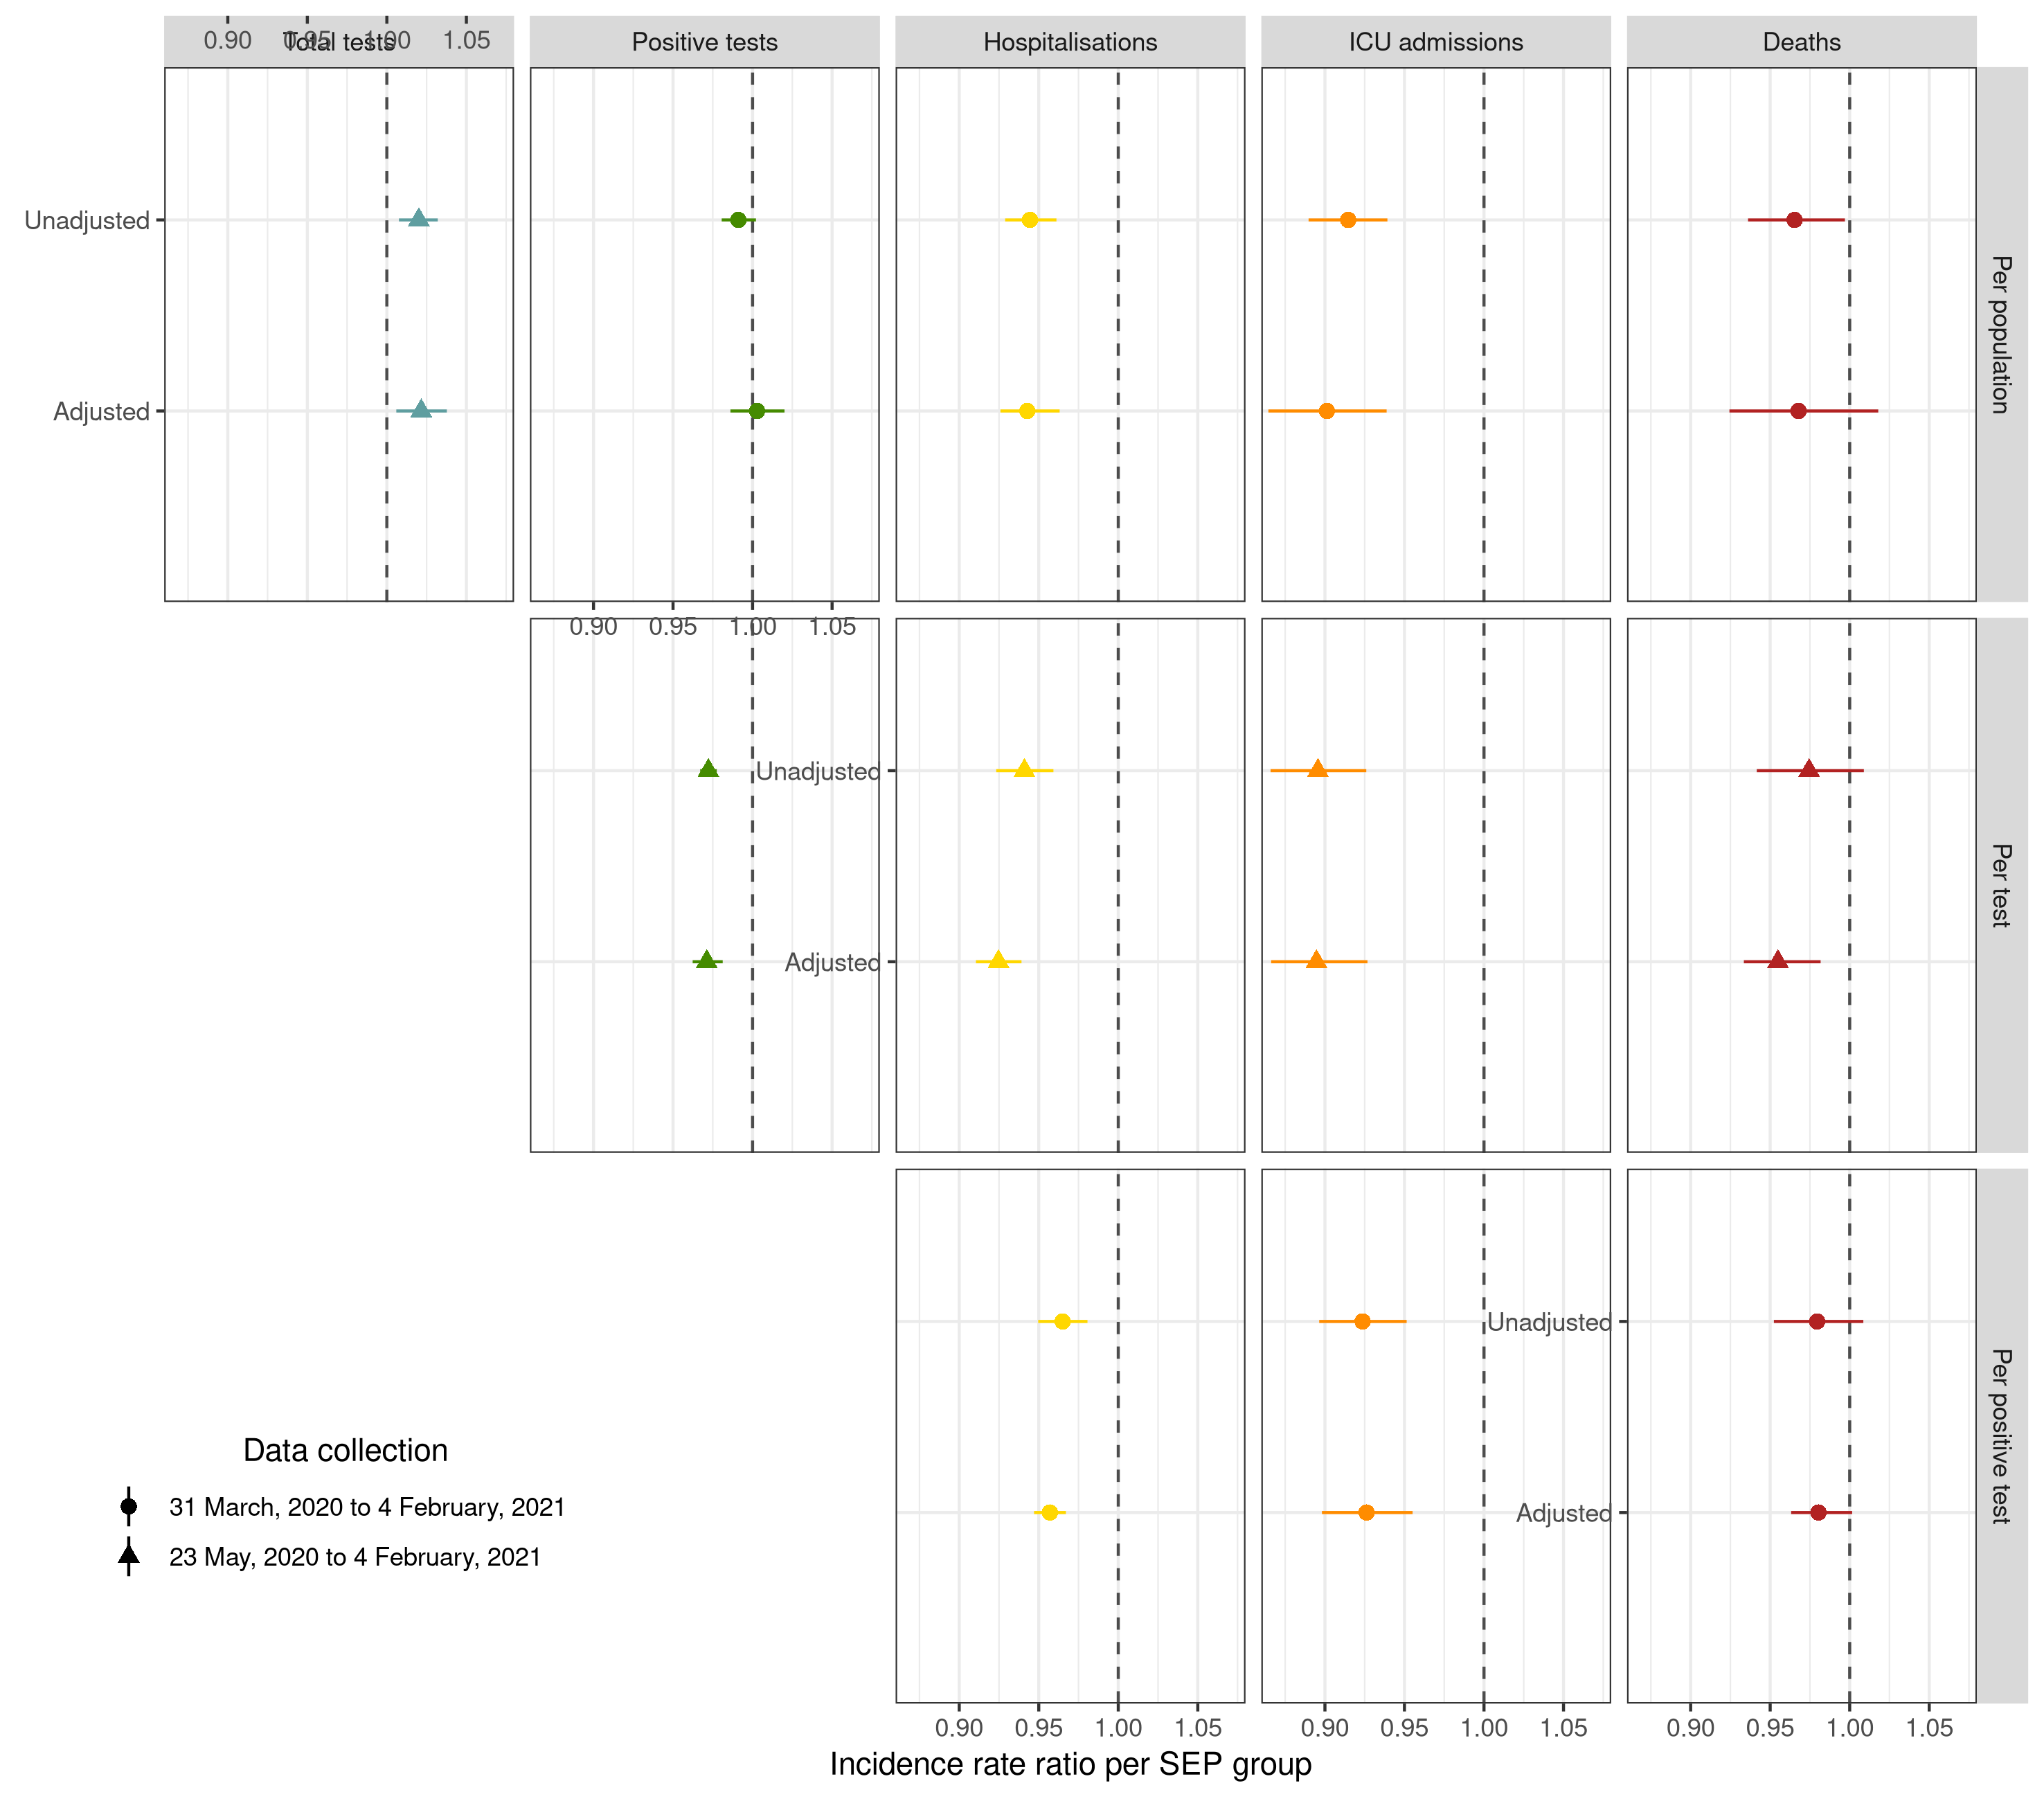 0.90 0.95 1.00 1.05
Total tests
Positive tests
Hospitalisations
ICU admissions
Deaths
Unadjusted
Adjusted
Per population
0.90 0.95 1.00 1.05
Unadjusted
Adjusted
Per test
Unadjusted
Adjusted
Per positive test
Data collection
31 March, 2020 to 4 February, 2021
23 May, 2020 to 4 February, 2021
0.90 0.95 1.00 1.05
0.90 0.95 1.00 1.05
0.90 0.95 1.00 1.05
Incidence rate ratio per SEP group